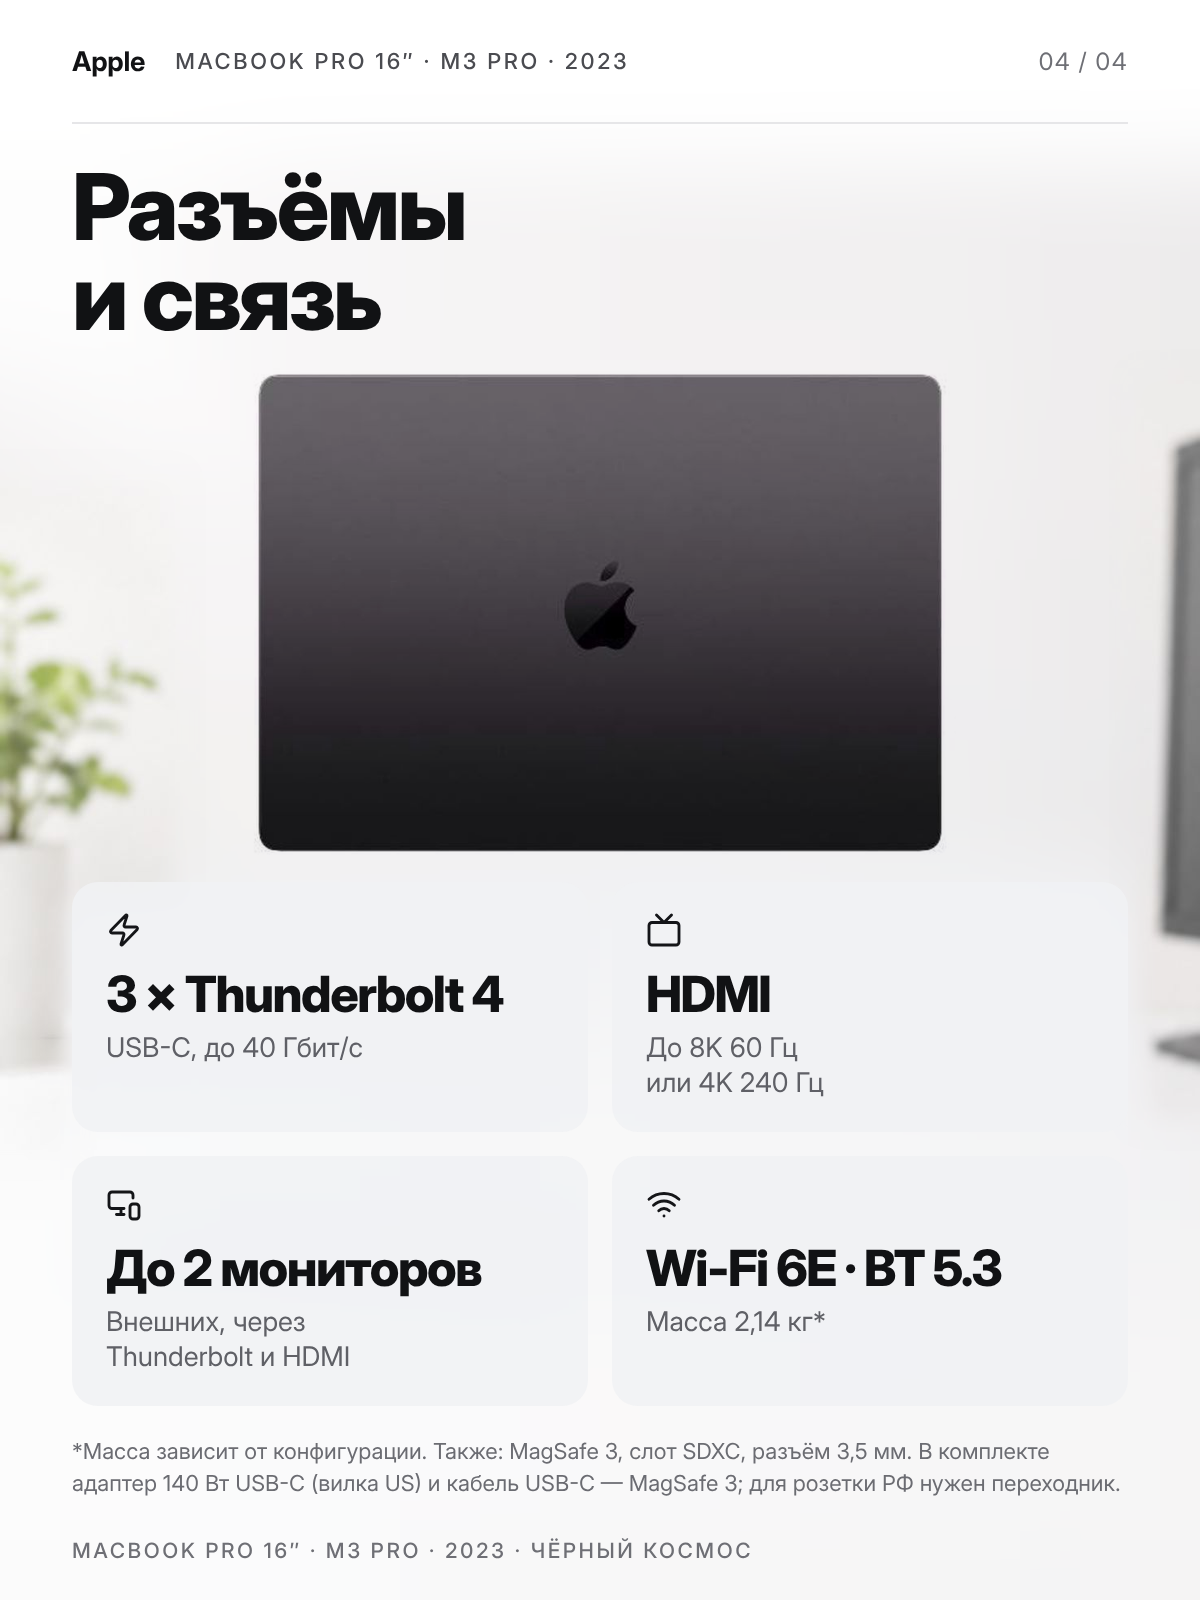 Apple MACBOOK PRO 16″ · M3 PRO · 2023 04 / 04
Разъёмы
и связь
3 × Thunderbolt 4
USB-C, до 40 Гбит/с
HDMI
До 8K 60 Гц
или 4K 240 Гц
До 2 мониторов
Внешних, через
Thunderbolt и HDMI
Wi-Fi 6E · BT 5.3
Масса 2,14 кг*
*Масса зависит от конфигурации. Также: MagSafe 3, слот SDXC, разъём 3,5 мм. В комплекте
адаптер 140 Вт USB-C (вилка US) и кабель USB-C — MagSafe 3; для розетки РФ нужен переходник.
MACBOOK PRO 16″ · M3 PRO · 2023 · ЧЁРНЫЙ КОСМОС